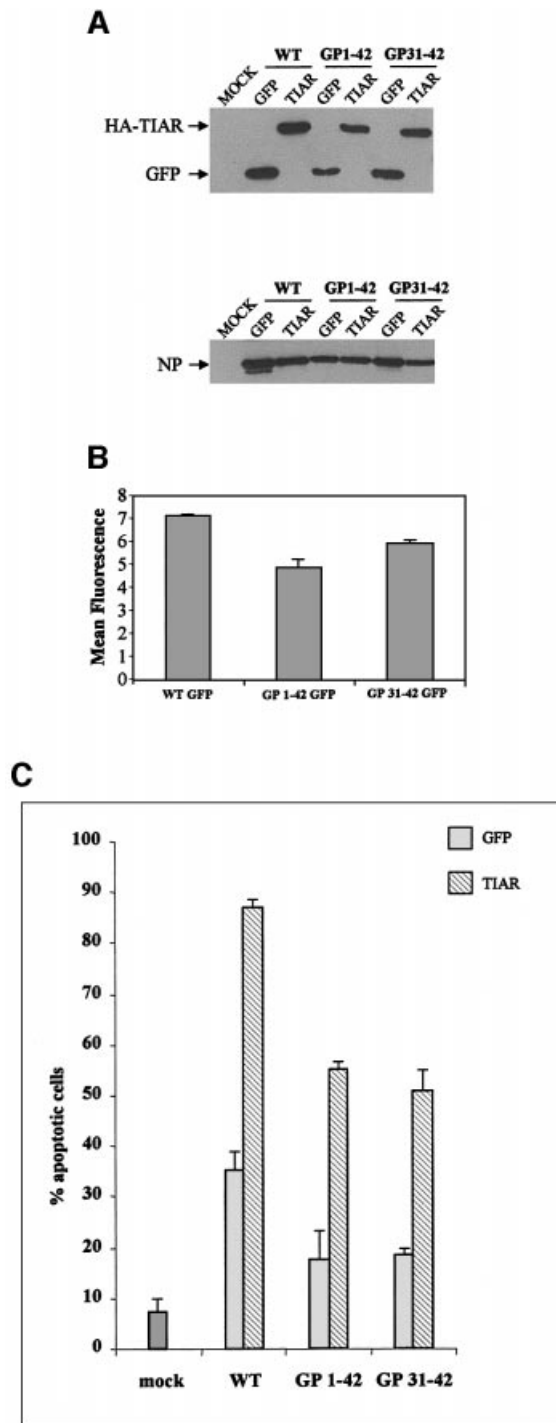 A
WT GP1-42 GP31-42
MOCK GFP TIAR GFP TIAR GFP TIAR
HA-TIAR
GFP
WT GP1-42 GP31-42
MOCK GFP TIAR GFP TIAR GFP TIAR
NP
B
Mean Fluorescence
8
7
6
5
4
3
2
1
0
WT GFP GP 1-42 GFP GP 31-42 GFP
C
GFP
TIAR
% apoptotic cells
100
90
80
70
60
50
40
30
20
10
0
mock WT GP 1-42 GP 31-42